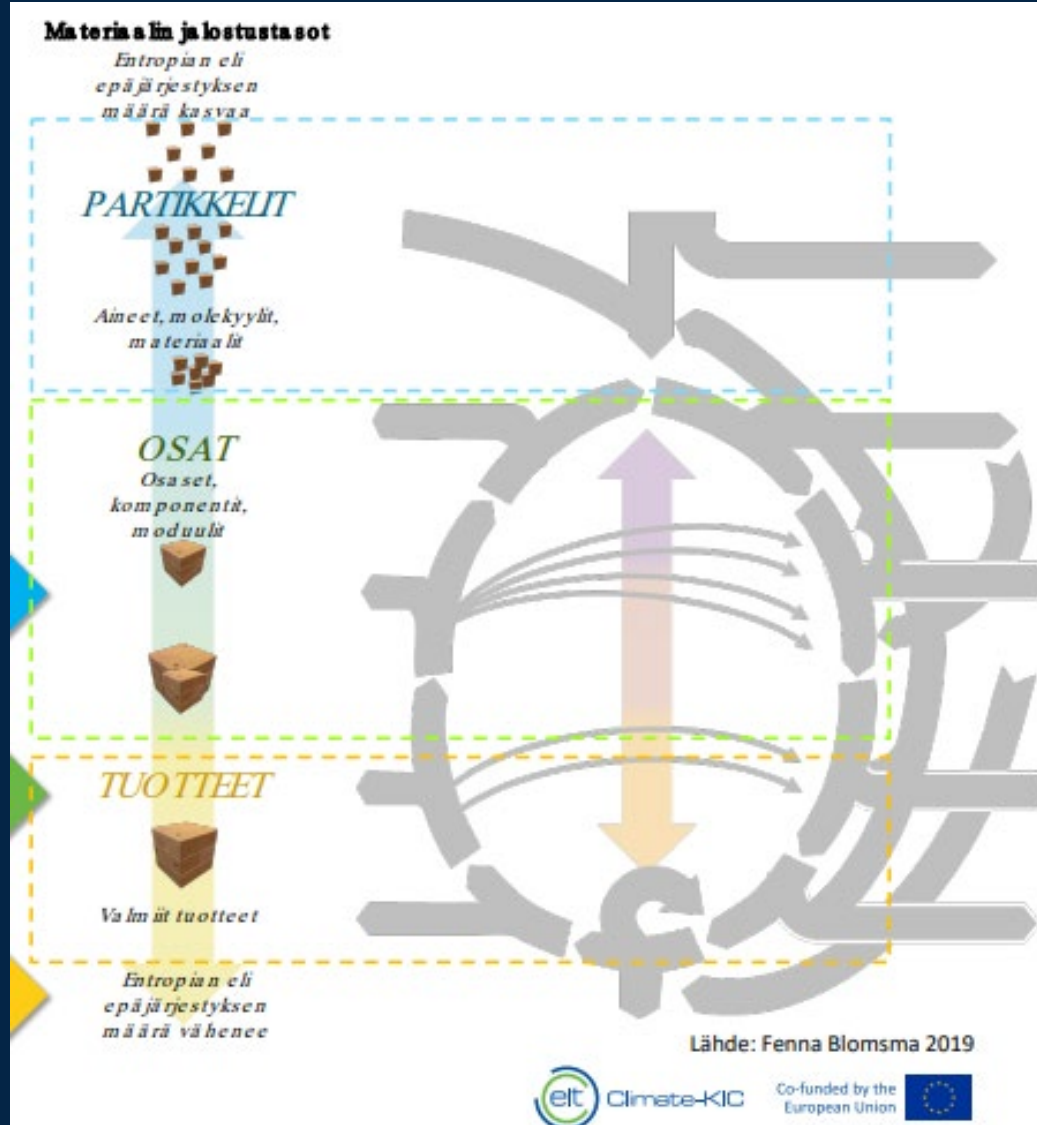 Materiaalin jalostustasot
Entropian eli
epäjärjestyksen
määrä kasvaa
PARTIKKELIT
Aineet, molekyylit,
materiaalit
OSAT
Osaset,
komponentit,
moduulit
TUOTTEET
Valmiit tuotteet
Entropian eli
epäjärjestyksen
määrä vähenee
Lähde: Fenna Blomsma 2019
eit Climate-KIC
Co-funded by the
European Union